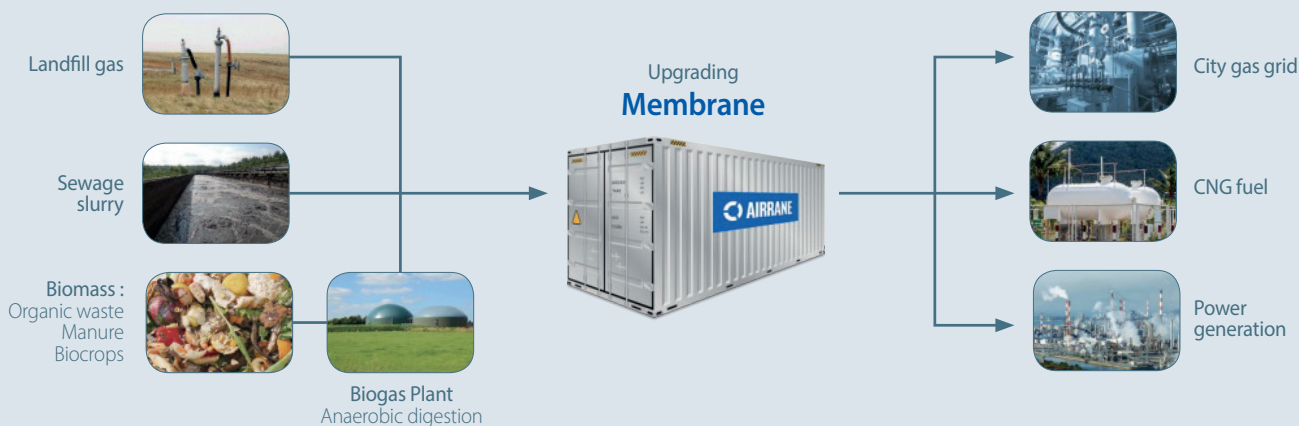 Landfill gas
Sewage
slurry
Biomass :
Organic waste
Manure
Biocrops
Biogas Plant
Anaerobic digestion
Upgrading
Membrane
AIRRANE
City gas grid
CNG fuel
Power
generation